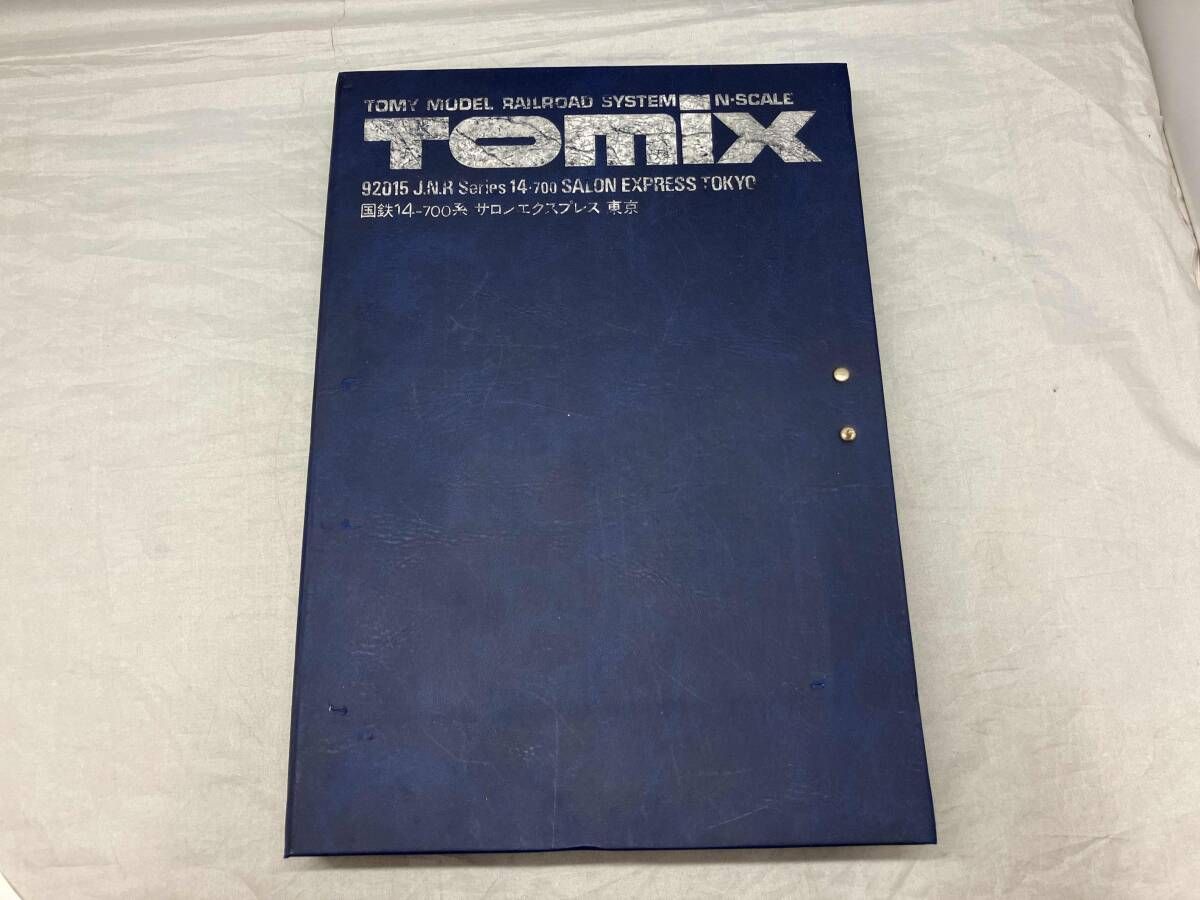 TOMY MODEL RAILROAD SYSTEM N·SCALE
TOMIX
92015 J.N.R Series 14·700 SALON EXPRESS TOKYO
国鉄14-700系 サロンエクスプレス 東京